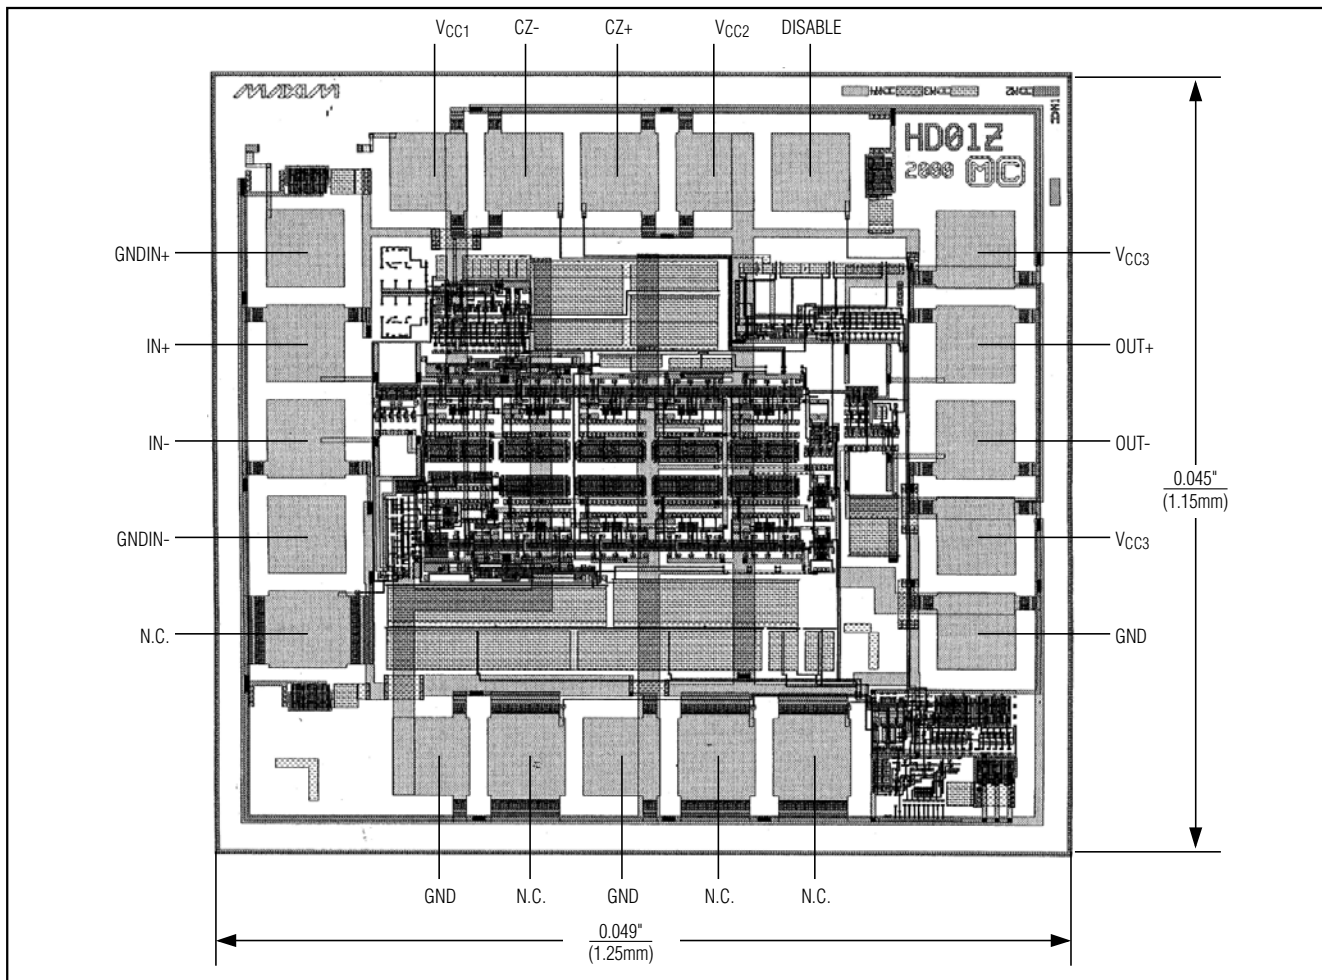 VCC1 CZ- CZ+ VCC2 DISABLE
MAXIM
HD01Z
2000 MC
GNDIN+
IN+
IN-
GNDIN-
N.C.
VCC3
OUT+
OUT-
VCC3
GND
0.045"
(1.15mm)
GND N.C. GND N.C. N.C.
0.049"
(1.25mm)